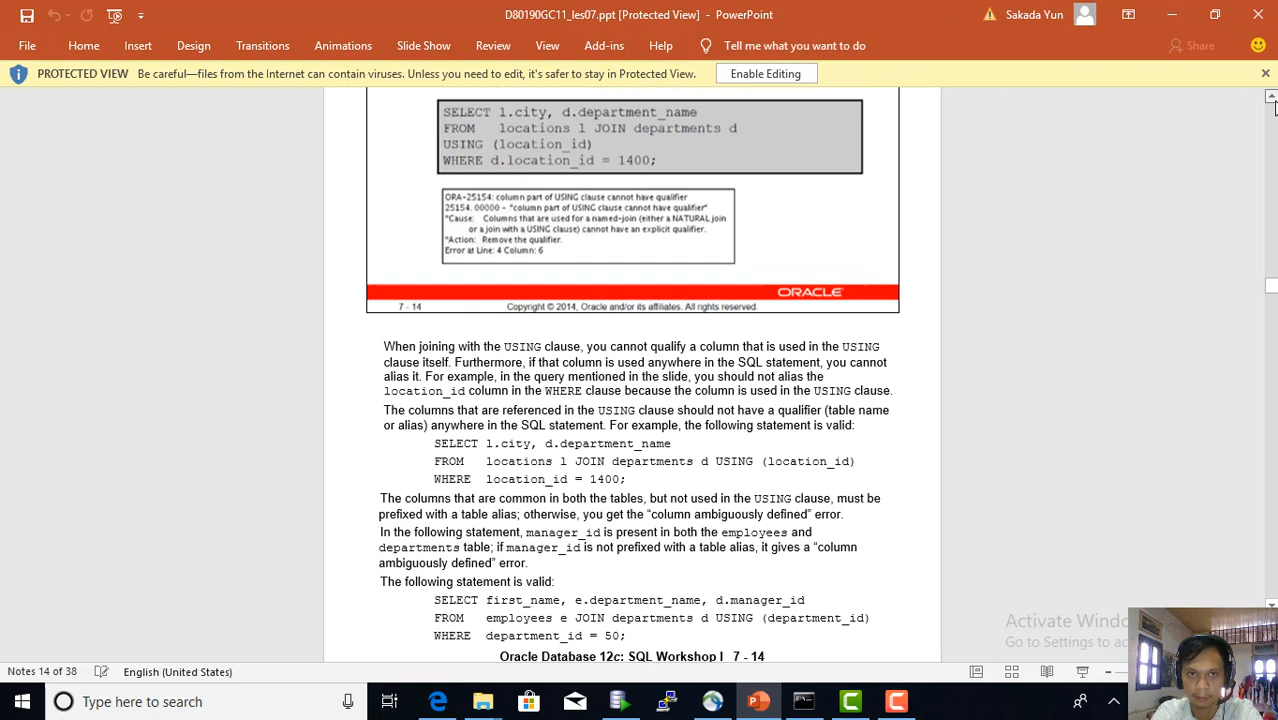 D80190GC11_les07.ppt [Protected View] - PowerPoint
Sakada Yun
File Home Insert Design Transitions Animations Slide Show Review View Add-ins Help Tell me what you want to do Share
PROTECTED VIEW Be careful—files from the Internet can contain viruses. Unless you need to edit, it's safer to stay in Protected View. Enable Editing
SELECT l.city, d.department_name
FROM locations l JOIN departments d
USING (location_id)
WHERE d.location_id = 1400;
ORA-25154: column part of USING clause cannot have qualifier
25154. 00000 - "column part of USING clause cannot have qualifier"
*Cause: Columns that are used for a named-join (either a NATURAL join
or a join with a USING clause) cannot have an explicit qualifier.
*Action: Remove the qualifier.
Error at Line: 4 Column: 6
ORACLE
7 - 14 Copyright © 2014, Oracle and/or its affiliates. All rights reserved.
When joining with the USING clause, you cannot qualify a column that is used in the USING
clause itself. Furthermore, if that column is used anywhere in the SQL statement, you cannot
alias it. For example, in the query mentioned in the slide, you should not alias the
location_id column in the WHERE clause because the column is used in the USING clause.
The columns that are referenced in the USING clause should not have a qualifier (table name
or alias) anywhere in the SQL statement. For example, the following statement is valid:
SELECT l.city, d.department_name
FROM locations l JOIN departments d USING (location_id)
WHERE location_id = 1400;
The columns that are common in both the tables, but not used in the USING clause, must be
prefixed with a table alias; otherwise, you get the “column ambiguously defined” error.
In the following statement, manager_id is present in both the employees and
departments table; if manager_id is not prefixed with a table alias, it gives a “column
ambiguously defined” error.
The following statement is valid:
SELECT first_name, e.department_name, d.manager_id
FROM employees e JOIN departments d USING (department_id)
WHERE department_id = 50;
Oracle Database 12c: SQL Workshop I 7 - 14
Activate Windo
Go to Settings to ac
Notes 14 of 38 English (United States)
Type here to search